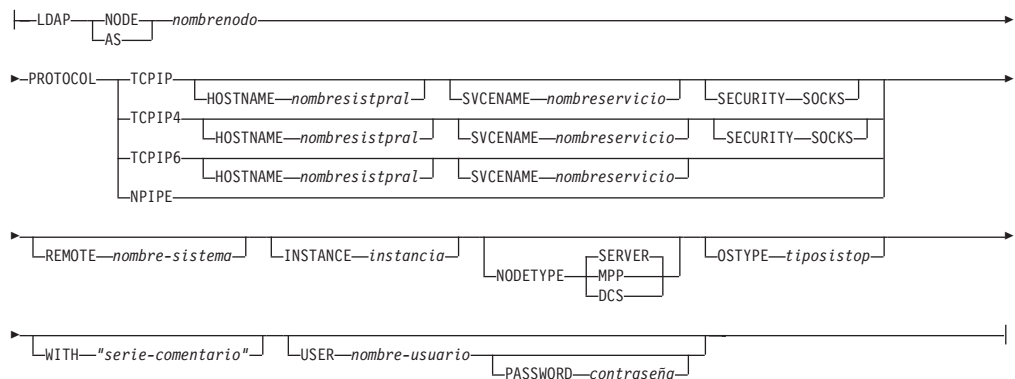 LDAP NODE nombrenodo
AS
PROTOCOL TCPIP
HOSTNAME nombresistpral SVCENAME nombreservicio SECURITY SOCKS
TCPIP4
HOSTNAME nombresistpral SVCENAME nombreservicio SECURITY SOCKS
TCPIP6
HOSTNAME nombresistpral SVCENAME nombreservicio
NPIPE
REMOTE nombre-sistema INSTANCE instancia SERVER OSTYPE tiposistop
NODETYPE MPP
DCS
WITH "serie-comentario" USER nombre-usuario
PASSWORD contraseña